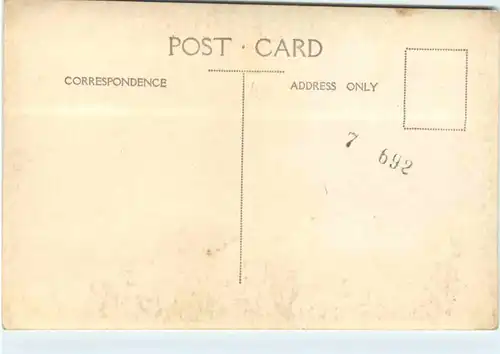 POST · CARD
CORRESPONDENCE
ADDRESS ONLY
7 692